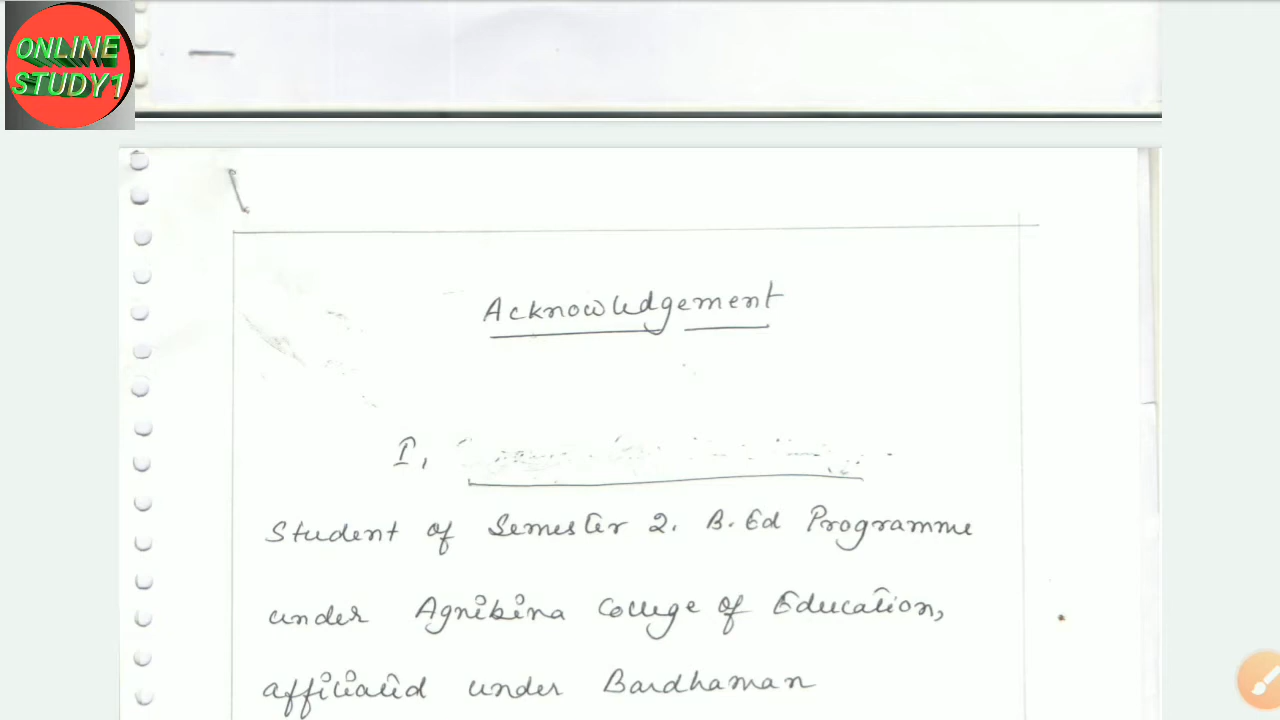 ONLINE
STUDY1
Acknowledgement
I,
Student of Semester 2. B.Ed Programme
under Agnibina College of Education,
affiliated under Bardhaman